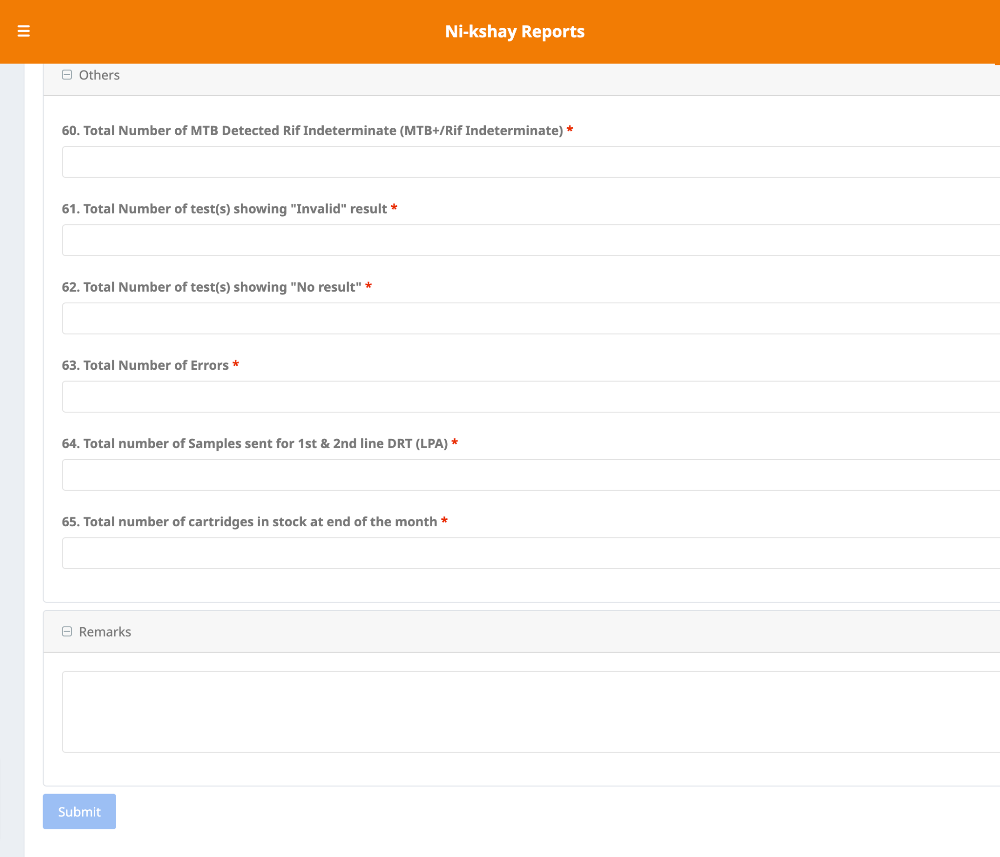 Ni-kshay Reports
Others
60. Total Number of MTB Detected Rif Indeterminate (MTB+/Rif Indeterminate) *
61. Total Number of test(s) showing "Invalid" result *
62. Total Number of test(s) showing "No result" *
63. Total Number of Errors *
64. Total number of Samples sent for 1st & 2nd line DRT (LPA) *
65. Total number of cartridges in stock at end of the month *
Remarks
Submit